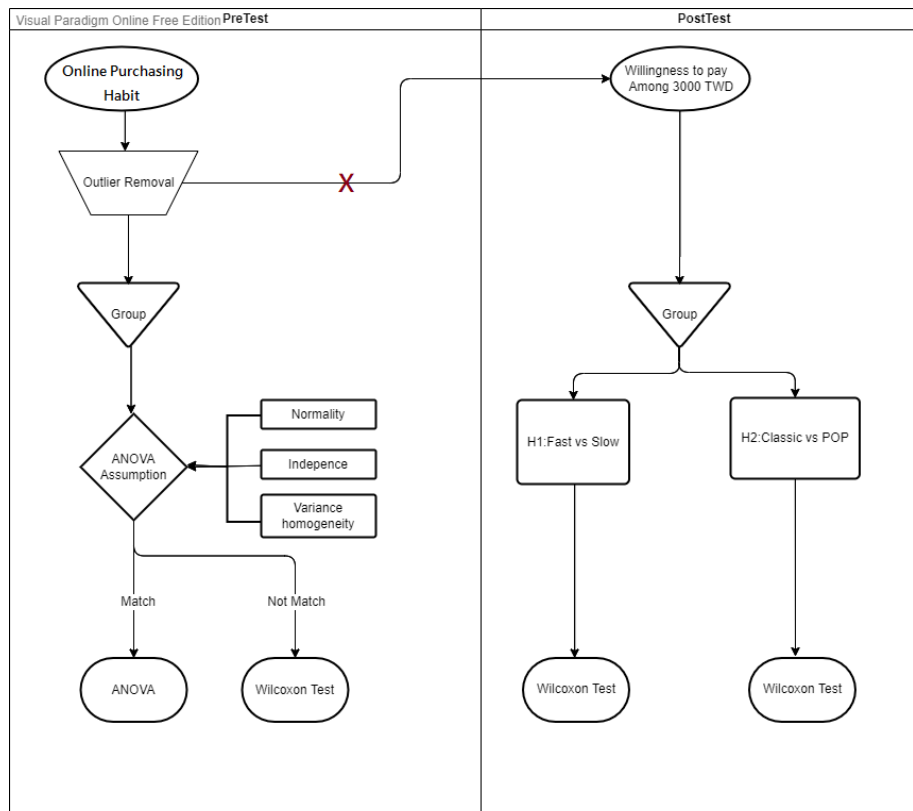 Visual Paradigm Online Free Edition
PreTest
PostTest
Online Purchasing
Habit
Outlier Removal
X
Group
ANOVA
Assumption
Normality
Indepence
Variance
homogeneity
Match
Not Match
ANOVA
Wilcoxon Test
Willingness to pay
Among 3000 TWD
Group
H1:Fast vs Slow
H2:Classic vs POP
Wilcoxon Test
Wilcoxon Test